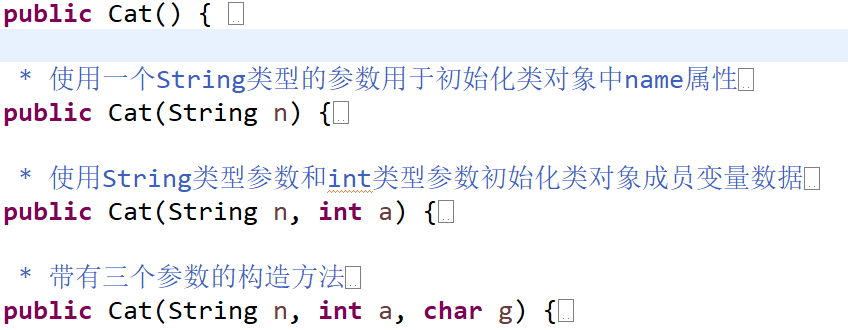 public Cat() {
* 使用一个String类型的参数用于初始化类对象中name属性
public Cat(String n) {
* 使用String类型参数和int类型参数初始化类对象成员变量数据
public Cat(String n, int a) {
* 带有三个参数的构造方法
public Cat(String n, int a, char g) {